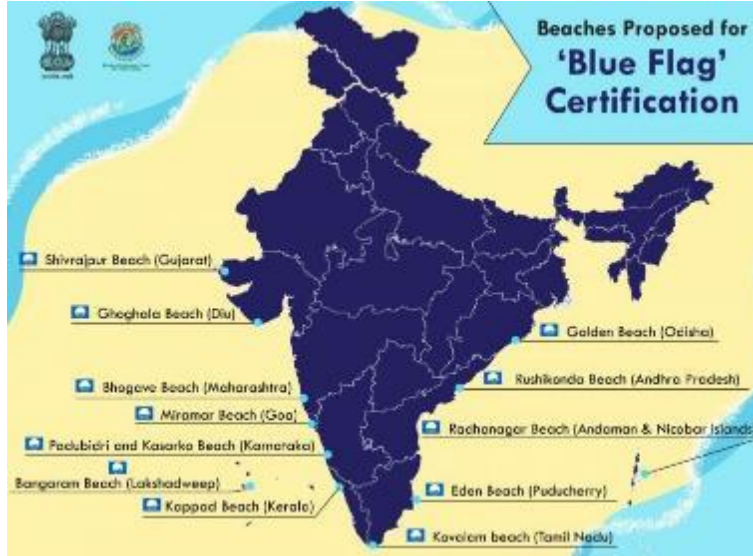 Beaches Proposed for
'Blue Flag'
Certification
Shivrajpur Beach (Gujarat)
Ghoghala Beach (Diu)
Golden Beach (Odisha)
Bhogave Beach (Maharashtra)
Rushikonda Beach (Andhra Pradesh)
Miramar Beach (Goa)
Radhanagar Beach (Andaman & Nicobar Islands
Padubidri and Kasarko Beach (Karnataka)
Bangaram Beach (Lakshadweep)
Eden Beach (Puducherry)
Kappad Beach (Kerala)
Kovalam beach (Tamil Nadu)